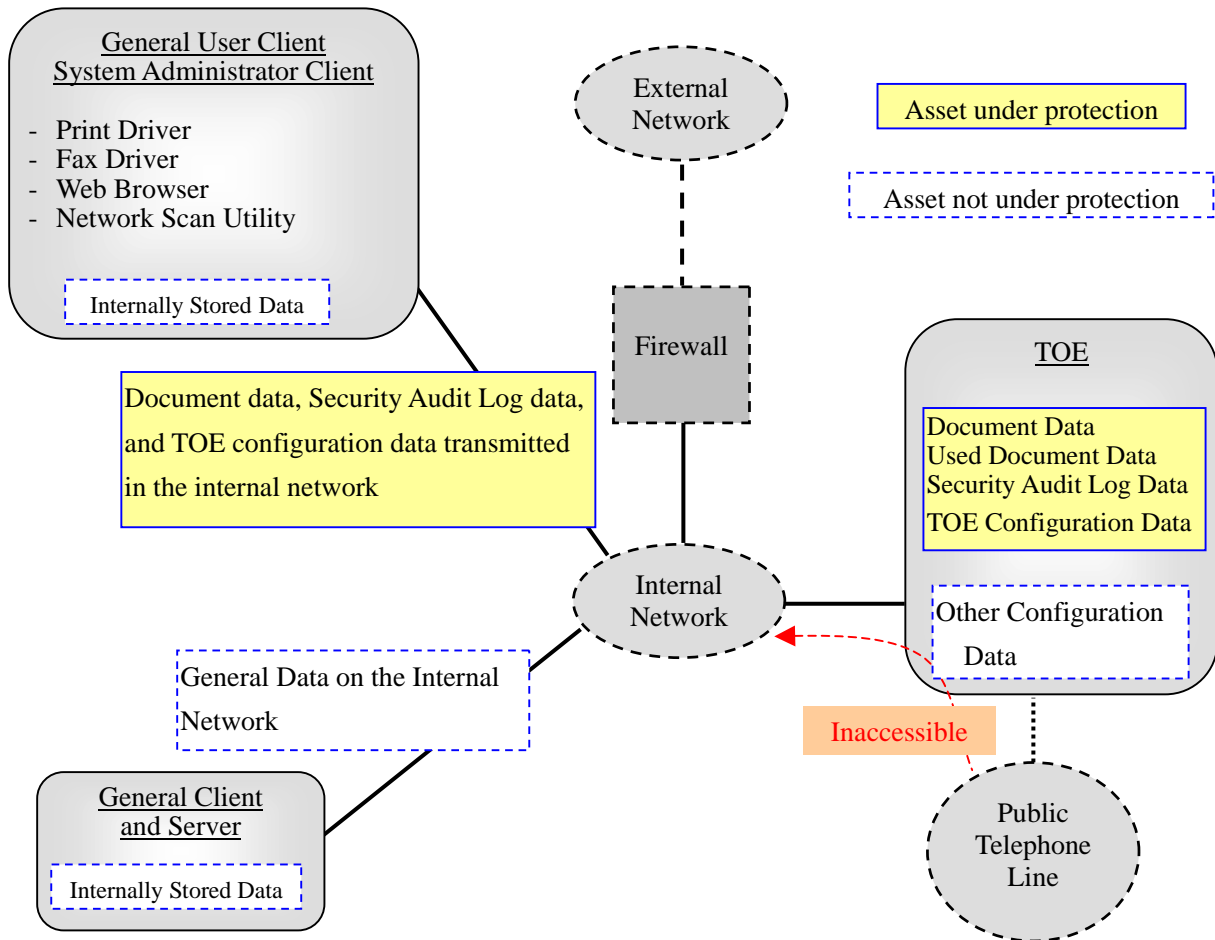 General User Client
System Administrator Client
- Print Driver
- Fax Driver
- Web Browser
- Network Scan Utility
Internally Stored Data
External
Network
Asset under protection
Asset not under protection
Firewall
Document data, Security Audit Log data,
and TOE configuration data transmitted
in the internal network
TOE
Document Data
Used Document Data
Security Audit Log Data
TOE Configuration Data
Other Configuration
Data
Internal
Network
General Data on the Internal
Network
Inaccessible
General Client
and Server
Internally Stored Data
Public
Telephone
Line